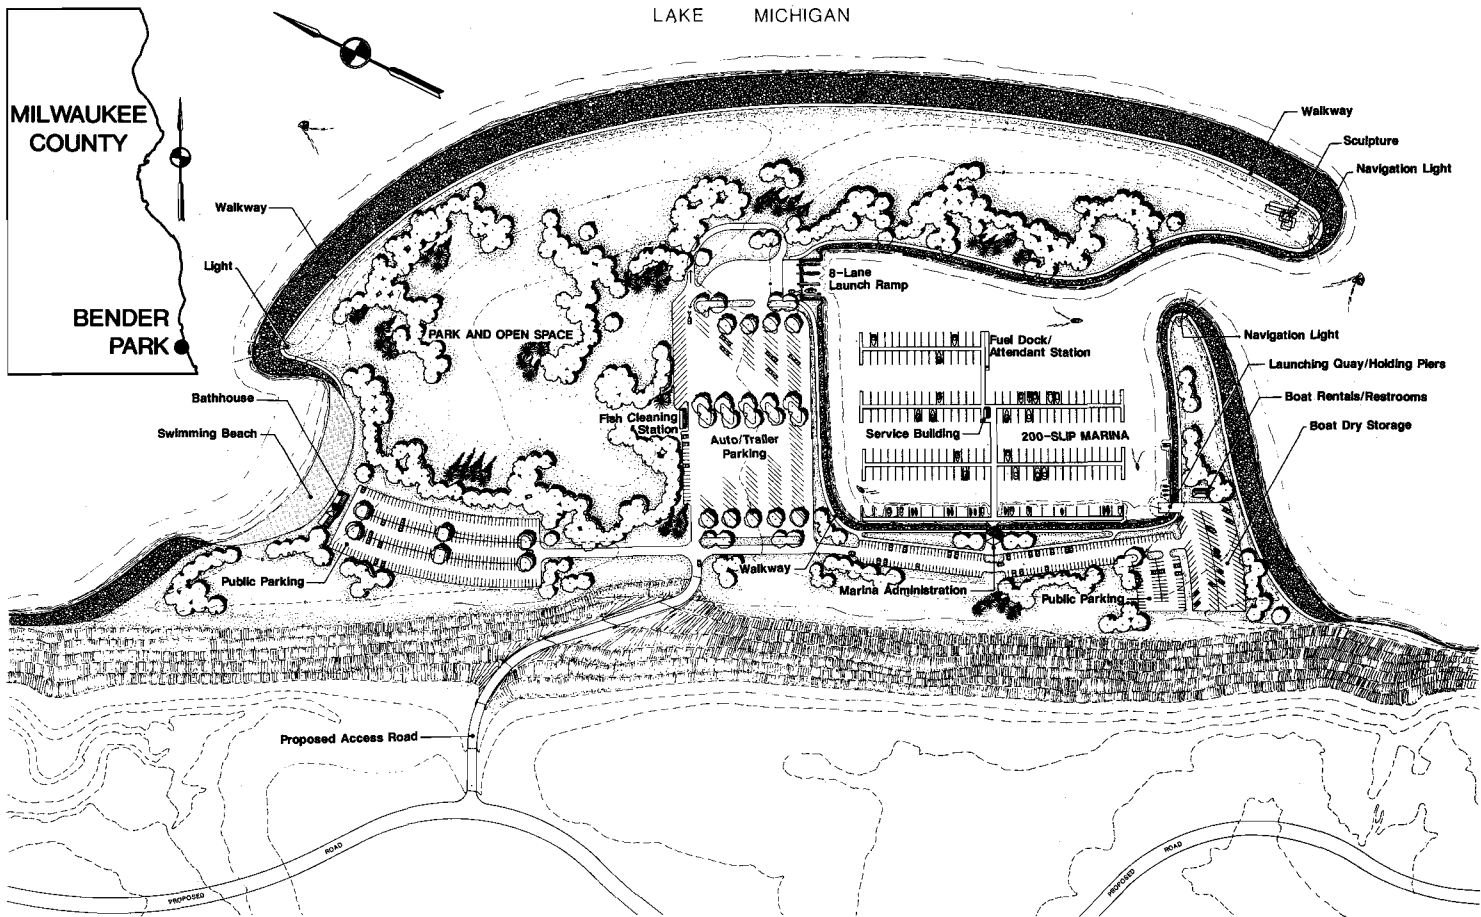 LAKE MICHIGAN
MILWAUKEE
COUNTY
BENDER
PARK
Walkway
Sculpture
Navigation Light
Walkway
Light
8-Lane
Launch Ramp
PARK AND OPEN SPACE
Fuel Dock/
Attendant Station
Navigation Light
Launching Quay/Holding Piers
Bathhouse
Boat Rentals/Restrooms
Swimming Beach
Fish Cleaning
Station
Auto/Trailer
Parking
Service Building
200-SLIP MARINA
Boat Dry Storage
Public Parking
Walkway
Marina Administration
Public Parking
Proposed Access Road
PROPOSED
ROAD
PROPOSED
ROAD